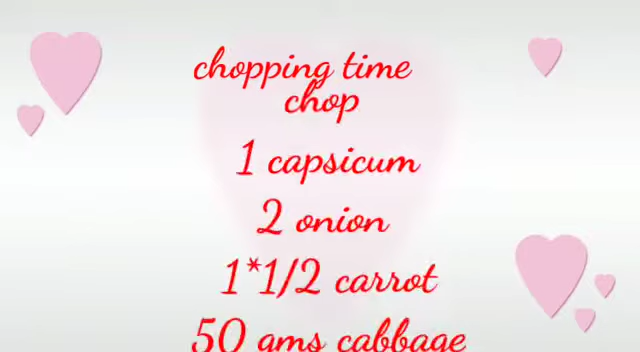 chopping time
chop
1 capsicum
2 onion
1*1/2 carrot
50 gms cabbage